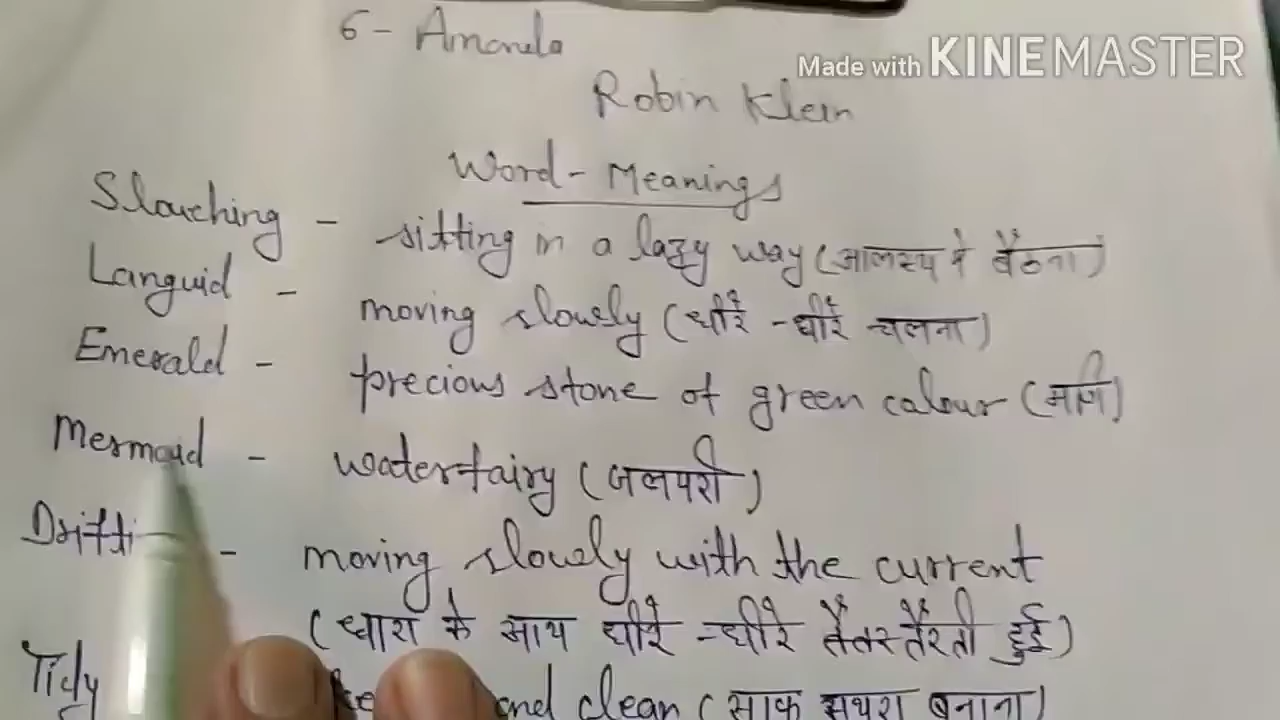 6- Amanda
Made with KINEMASTER
Robin Klein
Word-Meanings
Slouching - sitting in a lazy way (आलस्य से बैठना)
Languid - moving slowly (धीरे-धीरे चलना)
Emerald - precious stone of green colour (मणि)
Mermaid - waterfairy (जलपरी)
Drifti - moving slowly with the current
(धारा के साथ धीरे-धीरे तैरती हुई)
Tidy and clean (साफ सुथरा बनाना)